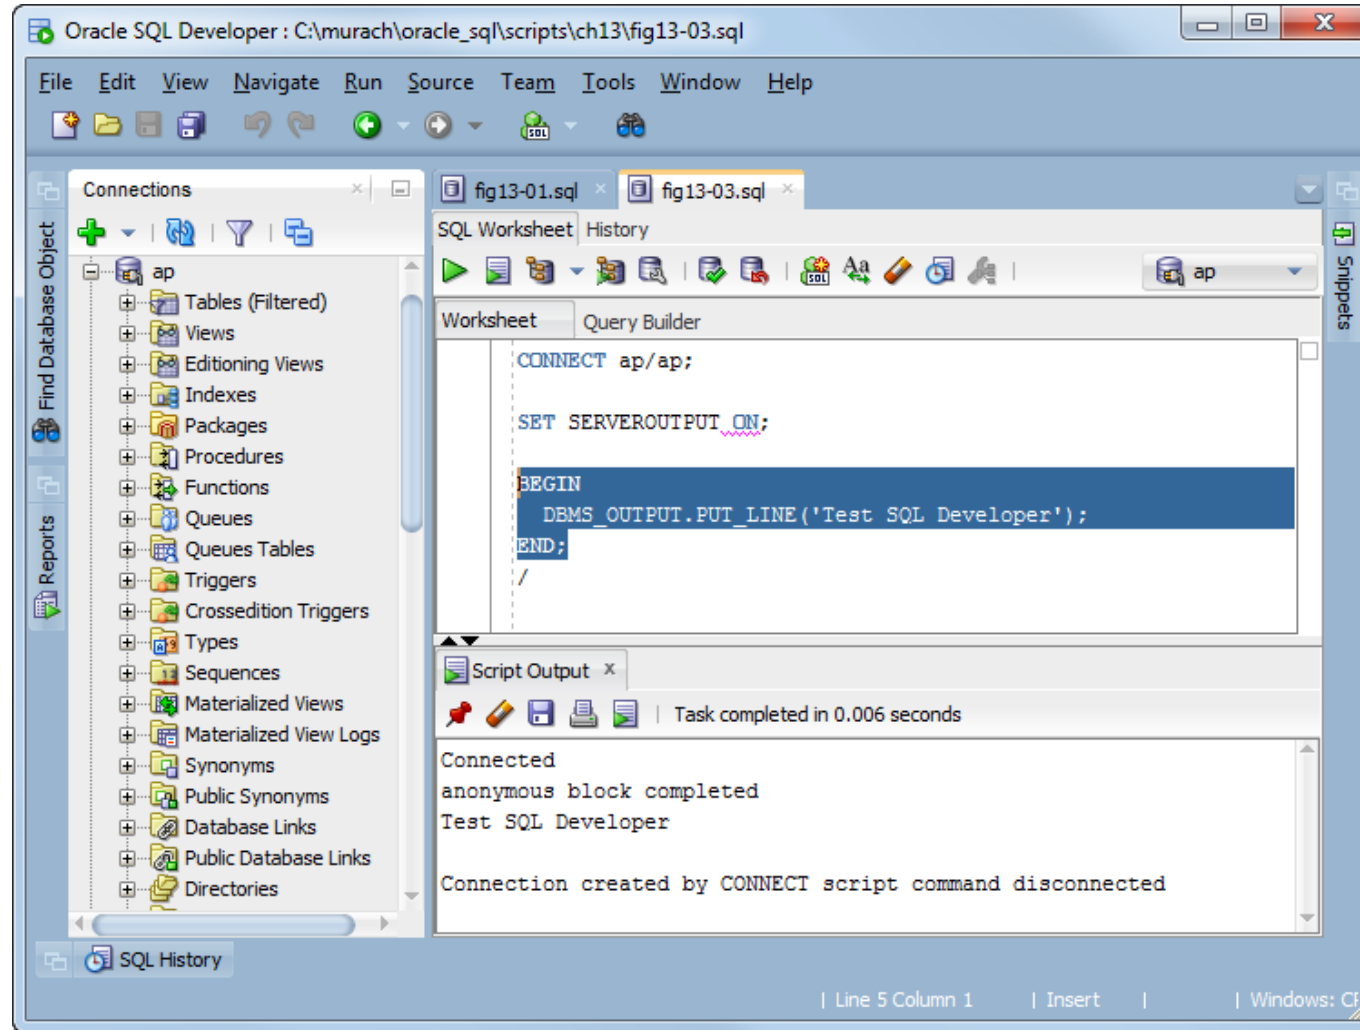 Oracle SQL Developer : C:\murach\oracle_sql\scripts\ch13\fig13-03.sql
File Edit View Navigate Run Source Team Tools Window Help
Find Database Object
Reports
Connections
ap
Tables (Filtered)
Views
Editioning Views
Indexes
Packages
Procedures
Functions
Queues
Queues Tables
Triggers
Crossedition Triggers
Types
Sequences
Materialized Views
Materialized View Logs
Synonyms
Public Synonyms
Database Links
Public Database Links
Directories
fig13-01.sql fig13-03.sql
SQL Worksheet History
ap
Worksheet Query Builder
CONNECT ap/ap;
SET SERVEROUTPUT ON;
BEGIN
DBMS_OUTPUT.PUT_LINE('Test SQL Developer');
END;
/
Script Output
Task completed in 0.006 seconds
Connected
anonymous block completed
Test SQL Developer
Connection created by CONNECT script command disconnected
Snippets
SQL History
| Line 5 Column 1 | Insert | | Windows: